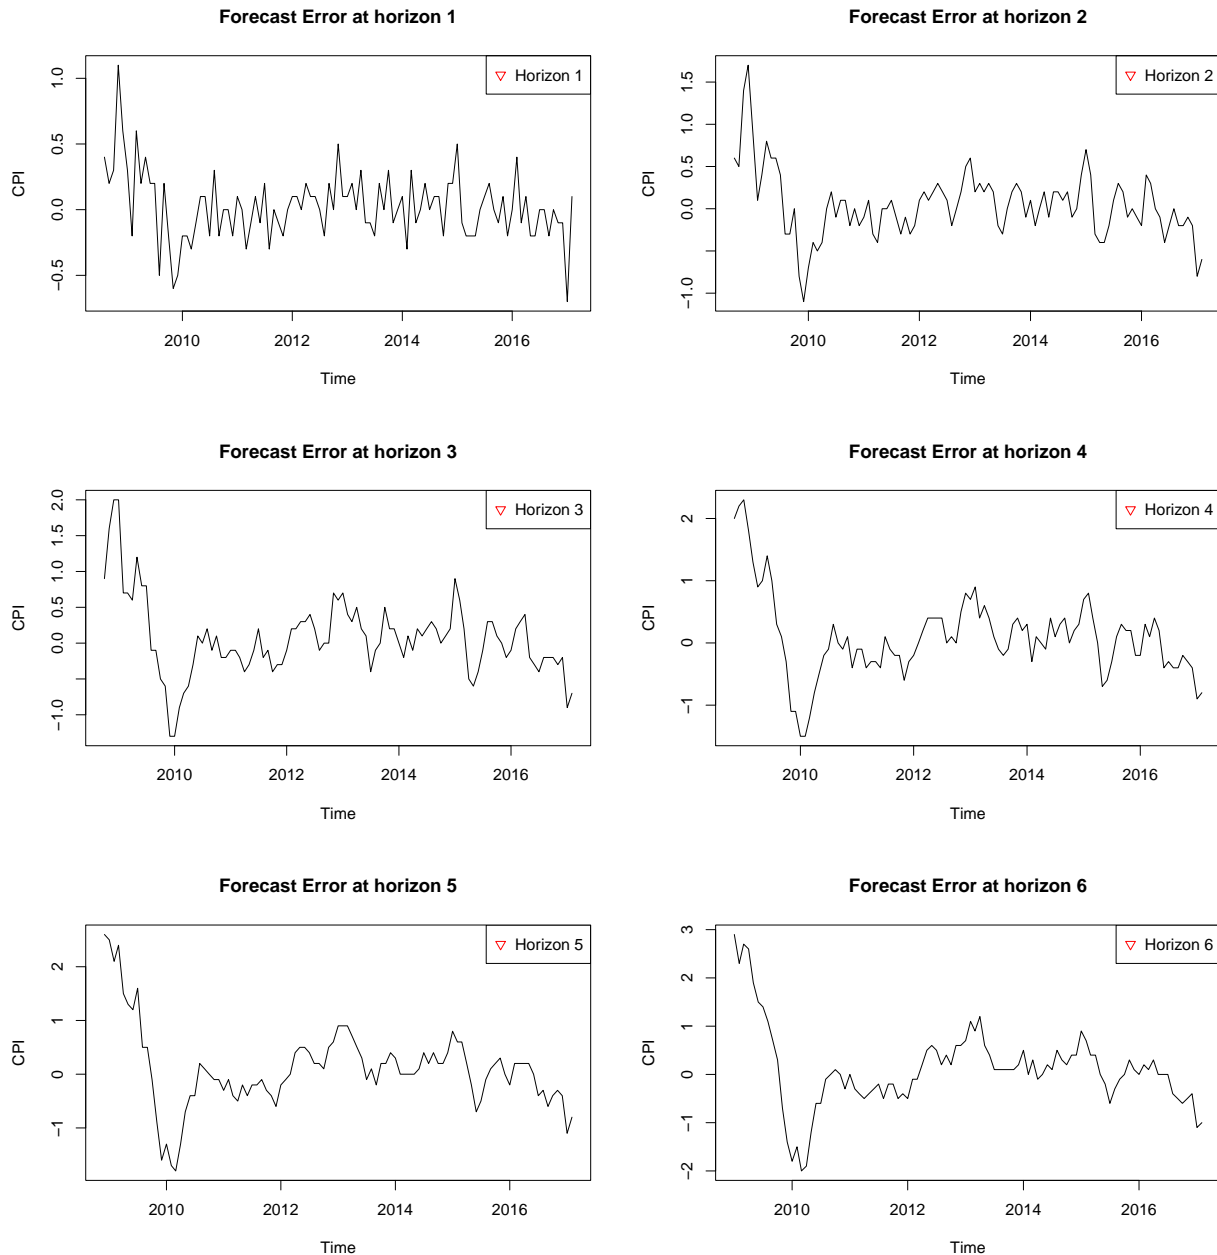 Forecast Error at horizon 1
Horizon 1
CPI
1.0
0.5
0.0
−0.5
2010 2012 2014 2016
Time
Forecast Error at horizon 2
Horizon 2
CPI
1.5
1.0
0.5
0.0
−1.0
2010 2012 2014 2016
Time
Forecast Error at horizon 3
Horizon 3
CPI
2.0
1.5
1.0
0.5
0.0
−1.0
2010 2012 2014 2016
Time
Forecast Error at horizon 4
Horizon 4
CPI
2
1
0
−1
2010 2012 2014 2016
Time
Forecast Error at horizon 5
Horizon 5
CPI
2
1
0
−1
2010 2012 2014 2016
Time
Forecast Error at horizon 6
Horizon 6
CPI
3
2
1
0
−1
−2
2010 2012 2014 2016
Time